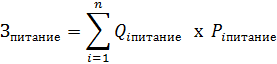 З питание = ∑ n i=1 Q i питание х P i питание